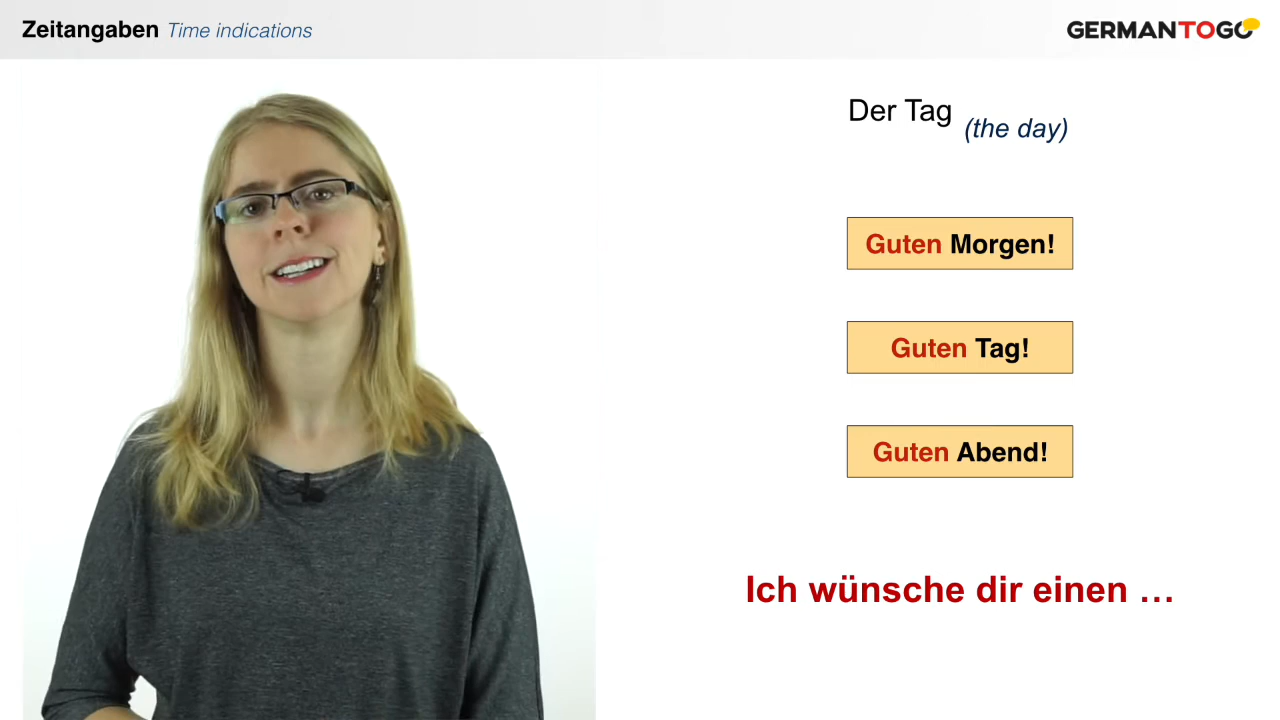 Zeitangaben Time indications
GERMANTOGO
Der Tag (the day)
Guten Morgen!
Guten Tag!
Guten Abend!
Ich wünsche dir einen …